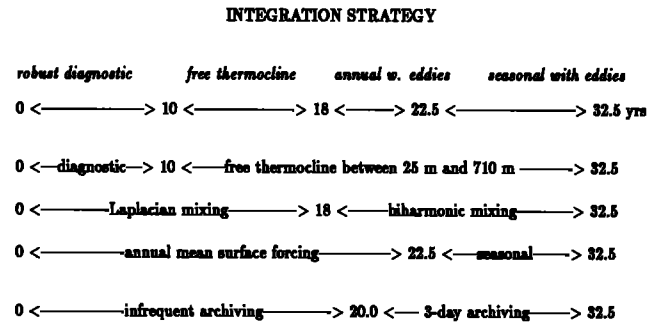 INTEGRATION STRATEGY
robust diagnostic free thermocline annual w. eddies seasonal with eddies
0 <————> 10 <————> 18 <——> 22.5 <————> 32.5 yrs
0 <—diagnostic—> 10 <——free thermocline between 25 m and 710 m ——-> 32.5
0 <———Laplacian mixing———> 18 <——biharmonic mixing——> 32.5
0 <———-annual mean surface forcing———> 22.5 <——seasonal——-> 32.5
0 <———-infrequent archiving———-> 20.0 <—— 3-day archiving——> 32.5